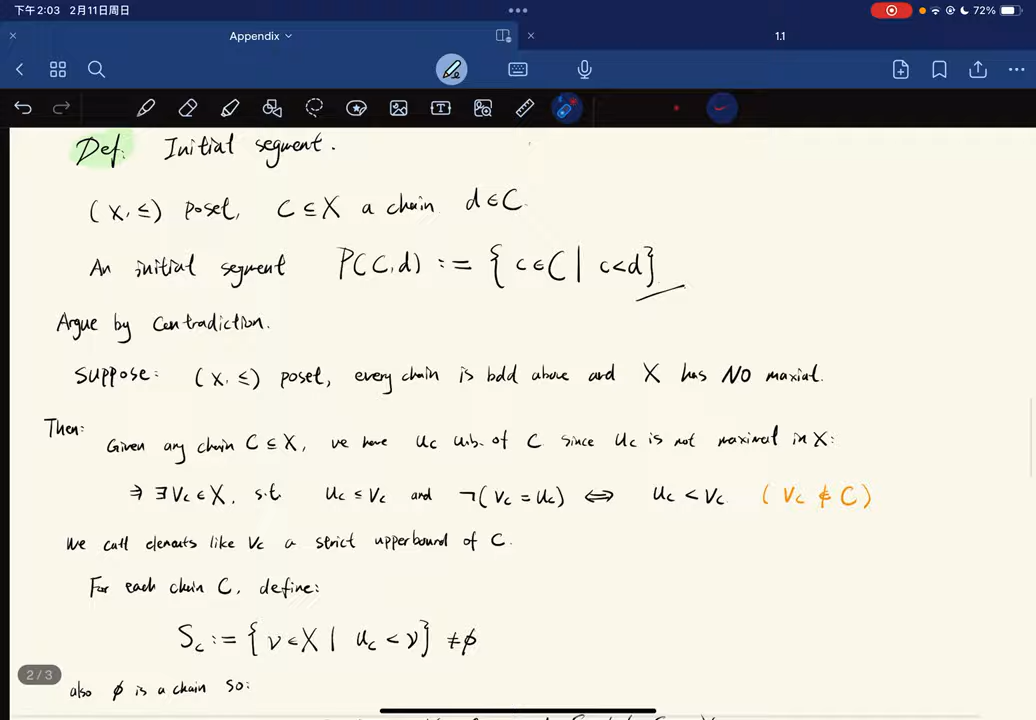 下午2:03 2月11日周日
72%
Appendix
1.1
Def: Initial segment.
(X, ≤) poset, C ⊆ X a chain d ∈ C.
An initial segment P(C,d) := { c ∈ C | c < d }
Argue by Contradiction.
Suppose: (X, ≤) poset, every chain is bdd above and X has NO maxial.
Then:
Given any chain C ⊆ X, we have u_c u.b. of C since u_c is not maximal in X:
⇒ ∃ v_c ∈ X, s.t. u_c ≤ v_c and ¬(v_c = u_c) ⟺ u_c < v_c (v_c ∉ C)
We call elements like v_c a strict upperbound of C.
For each chain C, define:
S_c := { v ∈ X | u_c < v } ≠ ϕ
2/3
also ϕ is a chain so: